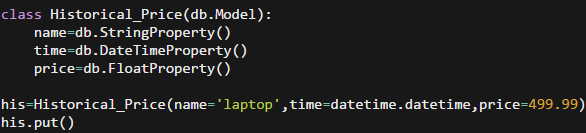 class Historical_Price(db.Model):
    name=db.StringProperty()
    time=db.DateTimeProperty()
    price=db.FloatProperty()

his=Historical_Price(name='laptop',time=datetime.datetime,price=499.99)
his.put()